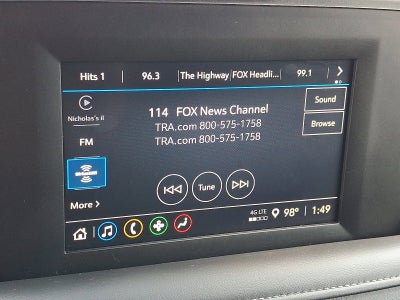 Hits 1 96.3 The Highway FOX Headli... 99.1
114 FOX News Channel
TRA.com 800-575-1758
TRA.com 800-575-1758
Sound
Browse
Nicholas's il
FM
More
Tune
4G LTE 98° 1:49